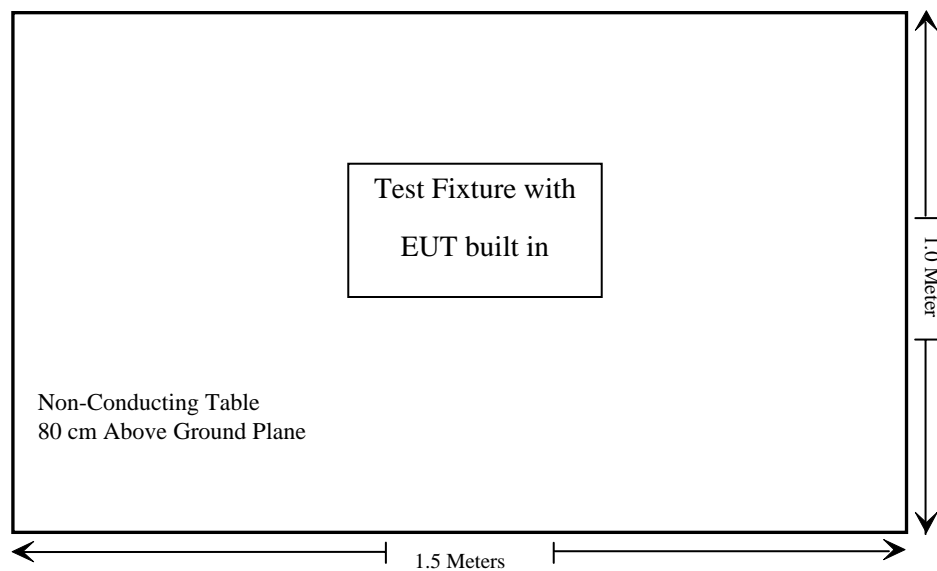 Test Fixture with
EUT built in
1.0 Meter
Non-Conducting Table
80 cm Above Ground Plane
1.5 Meters